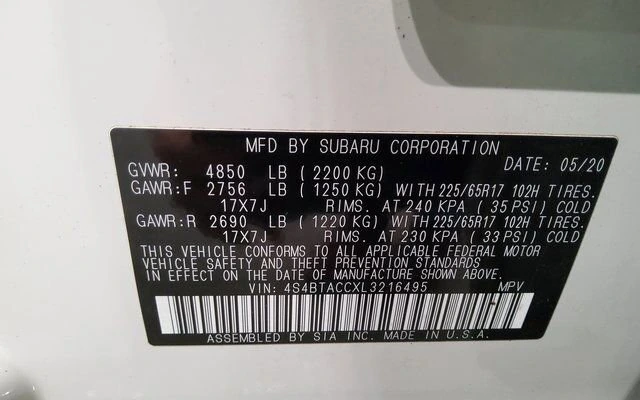 MFD BY SUBARU CORPORATION
GVWR: 4850 LB (2200 KG) DATE: 05/20
GAWR:F 2756 LB (1250 KG) WITH 225/65R17 102H TIRES.
17X7J RIMS. AT 240 KPA (35 PSI) COLD
GAWR:R 2690 LB (1220 KG) WITH 225/65R17 102H TIRES.
17X7J RIMS. AT 230 KPA (33 PSI) COLD
THIS VEHICLE CONFORMS TO ALL APPLICABLE FEDERAL MOTOR
VEHICLE SAFETY AND THEFT PREVENTION STANDARDS IN EFFECT
ON THE DATE OF MANUFACTURE SHOWN ABOVE.
VIN: 4S4BTACCXL3216495 MPV
ASSEMBLED BY SIA INC. MADE IN U.S.A.